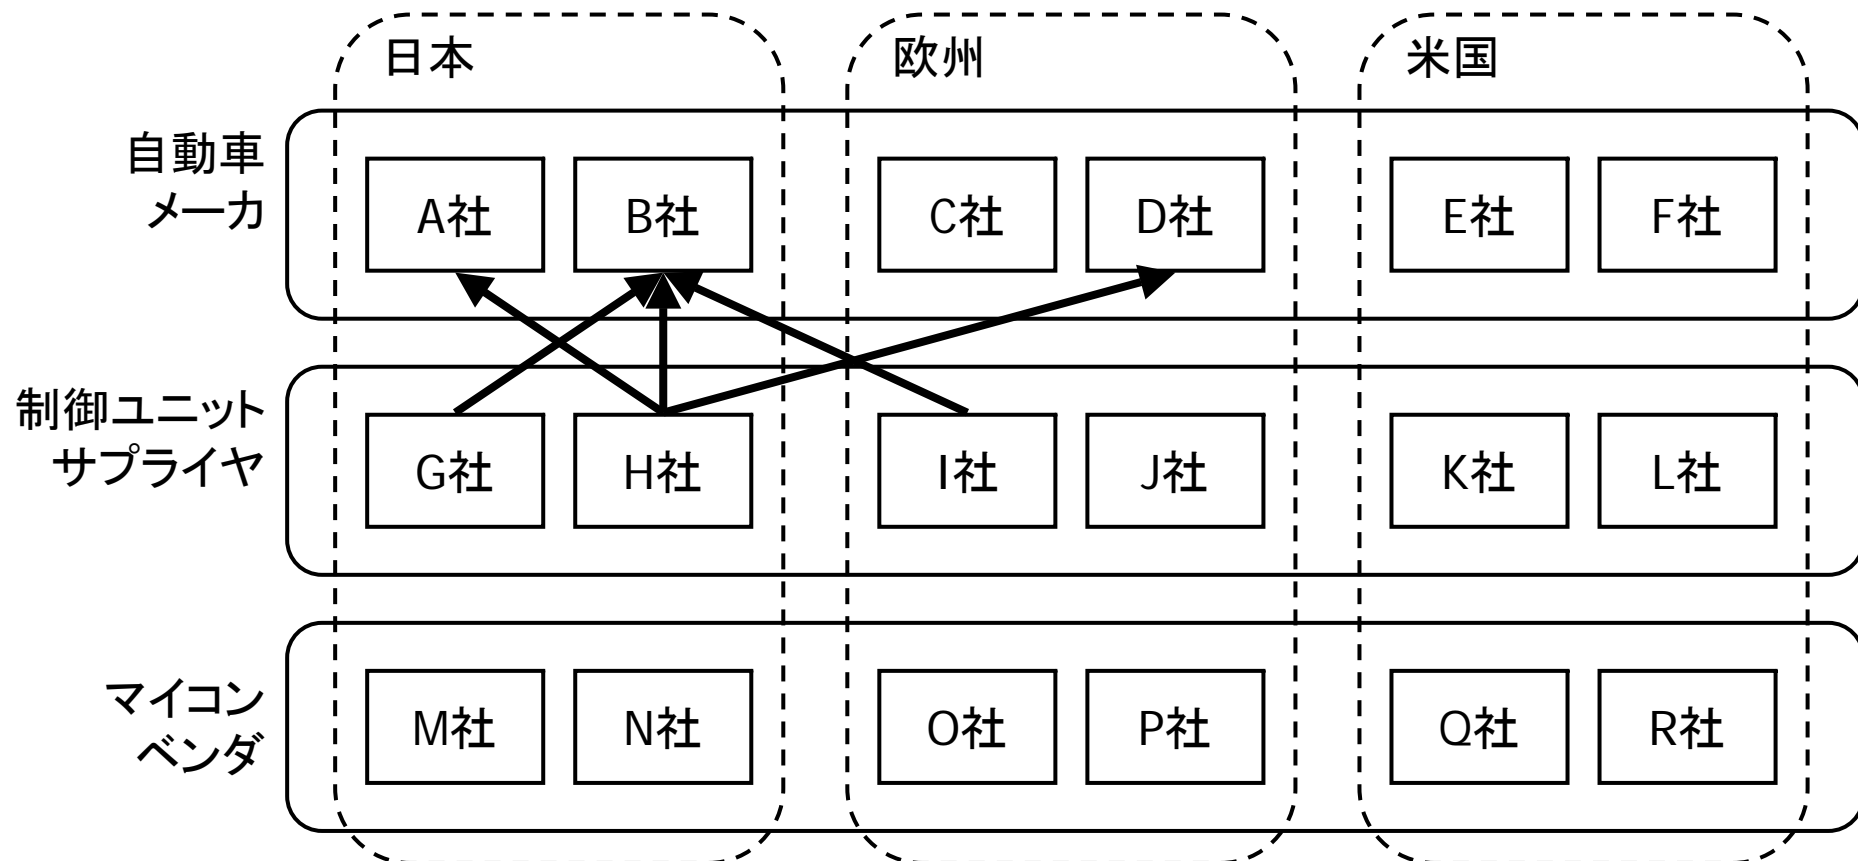 日本
欧州
米国
自動車
メーカ
A社
B社
C社
D社
E社
F社
制御ユニット
サプライヤ
G社
H社
I社
J社
K社
L社
マイコン
ベンダ
M社
N社
O社
P社
Q社
R社